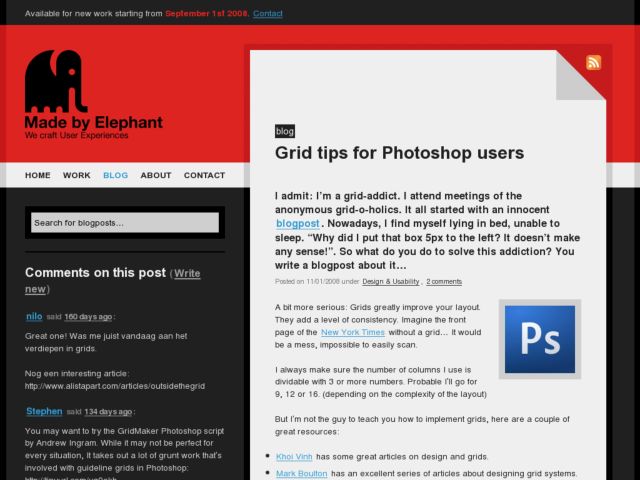 Available for new work starting from September 1st 2008. Contact
Made by Elephant
We craft User Experiences
HOME WORK BLOG ABOUT CONTACT
Search for blogposts...
Comments on this post (Write
new)
nilo said 160 days ago:
Great one! Was me juist vandaag aan het
verdiepen in grids.
Nog een interesting article:
http://www.alistapart.com/articles/outsidethegrid
Stephen said 134 days ago:
You may want to try the GridMaker Photoshop script
by Andrew Ingram. While it may not be perfect for
every situation, It takes out a lot of grunt work that's
involved with guideline grids in Photoshop:
blog
Grid tips for Photoshop users
I admit: I'm a grid-addict. I attend meetings of the
anonymous grid-o-holics. It all started with an innocent
blogpost. Nowadays, I find myself lying in bed, unable to
sleep. “Why did I put that box 5px to the left? It doesn't make
any sense!”. So what do you do to solve this addiction? You
write a blogpost about it…
Posted on 11/01/2008 under Design & Usability, 2 comments
A bit more serious: Grids greatly improve your layout.
They add a level of consistency. Imagine the front
page of the New York Times without a grid… It would
be a mess, impossible to easily scan.
Ps
I always make sure the number of columns I use is
dividable with 3 or more numbers. Probable I'll go for
9, 12 or 16. (depending on the complexity of the layout)
But I'm not the guy to teach you how to implement grids, here are a couple of
great resources:
Khoi Vinh has some great articles on design and grids.
Mark Boulton has an excellent series of articles about designing grid systems.